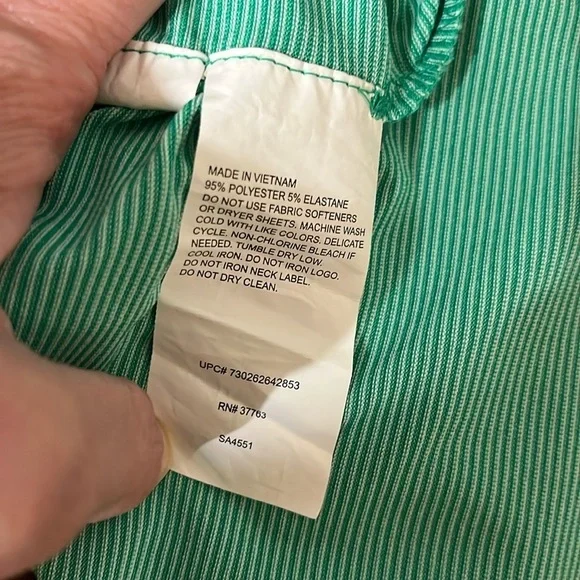 MADE IN VIETNAM
95% POLYESTER 5% ELASTANE
DO NOT USE FABRIC SOFTENERS
OR DRYER SHEETS. MACHINE WASH
COLD WITH LIKE COLORS. DELICATE
CYCLE. NON-CHLORINE BLEACH IF
NEEDED. TUMBLE DRY LOW.
COOL IRON. DO NOT IRON LOGO.
DO NOT IRON NECK LABEL.
DO NOT DRY CLEAN.
UPC# 730262642853
RN# 37763
SA4551